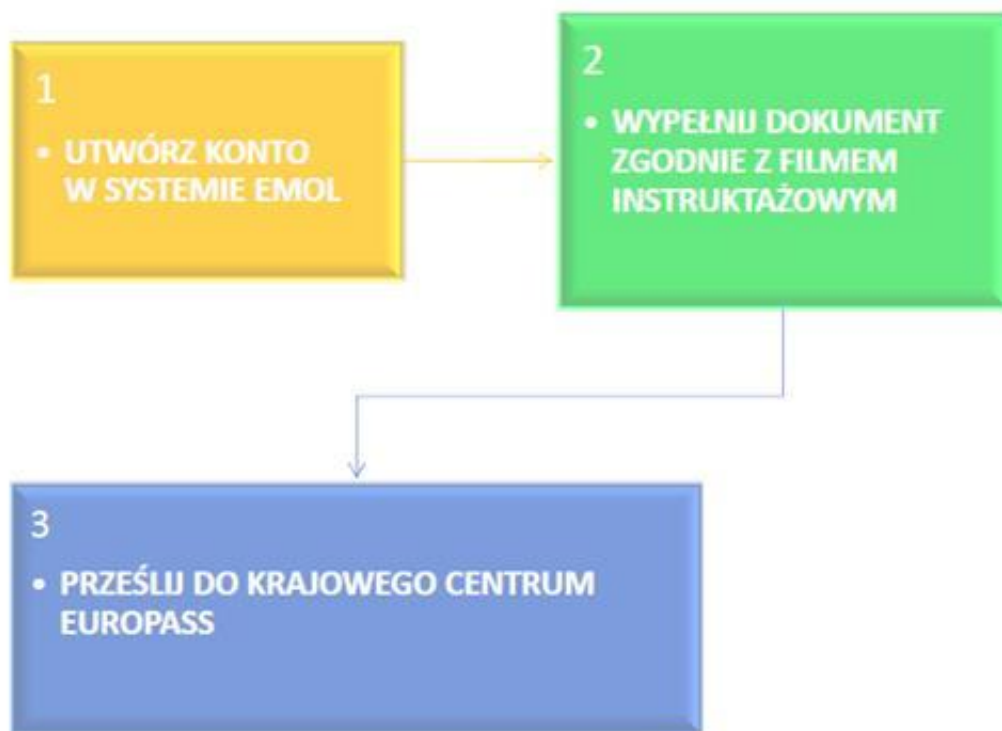 1
• UTWÓRZ KONTO
W SYSTEMIE EMOL
2
• WYPEŁNIJ DOKUMENT
ZGODNIE Z FILMEM
INSTRUKTAŻOWYM
3
• PRZEŚLIJ DO KRAJOWEGO CENTRUM
EUROPASS